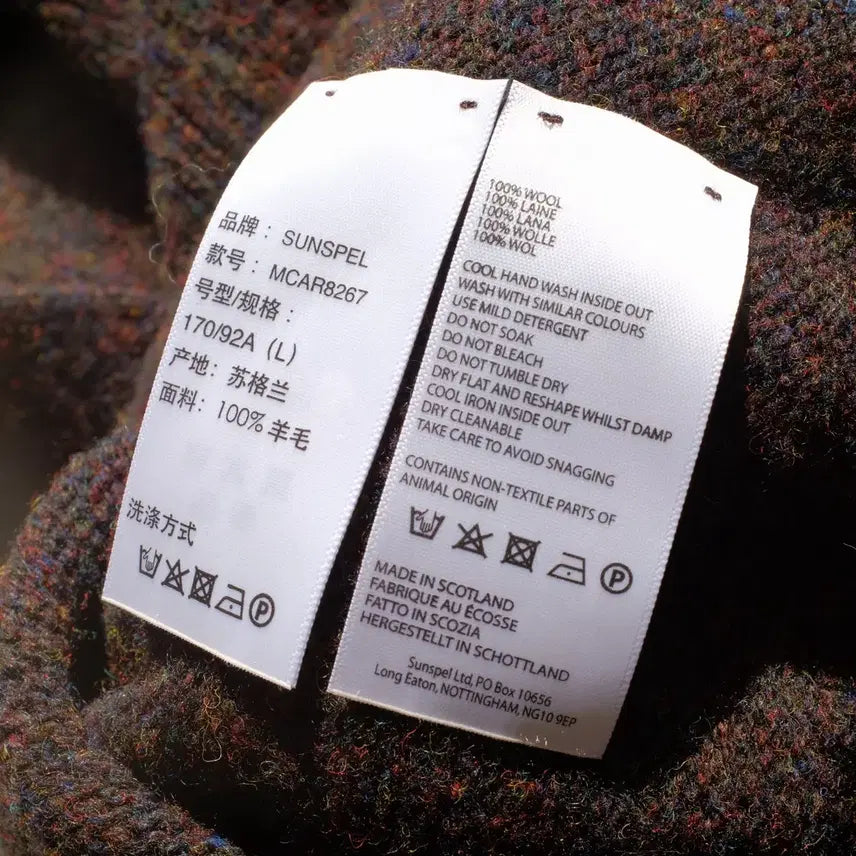 品牌： SUNSPEL
款号： MCAR8267
号型/规格：
170/92A（L）
产地：苏格兰
面料：100% 羊毛
洗涤方式
P
100% WOOL
100% LAINE
100% LANA
100% WOLLE
100% WOL
COOL HAND WASH INSIDE OUT
WASH WITH SIMILAR COLOURS
USE MILD DETERGENT
DO NOT SOAK
DO NOT BLEACH
DO NOT TUMBLE DRY
DRY FLAT AND RESHAPE WHILST DAMP
COOL IRON INSIDE OUT
DRY CLEANABLE
TAKE CARE TO AVOID SNAGGING
CONTAINS NON-TEXTILE PARTS OF
ANIMAL ORIGIN
P
MADE IN SCOTLAND
FABRIQUE AU ÉCOSSE
FATTO IN SCOZIA
HERGESTELLT IN SCHOTTLAND
Sunspel Ltd, PO Box 10656
Long Eaton, NOTTINGHAM, NG10 9EP